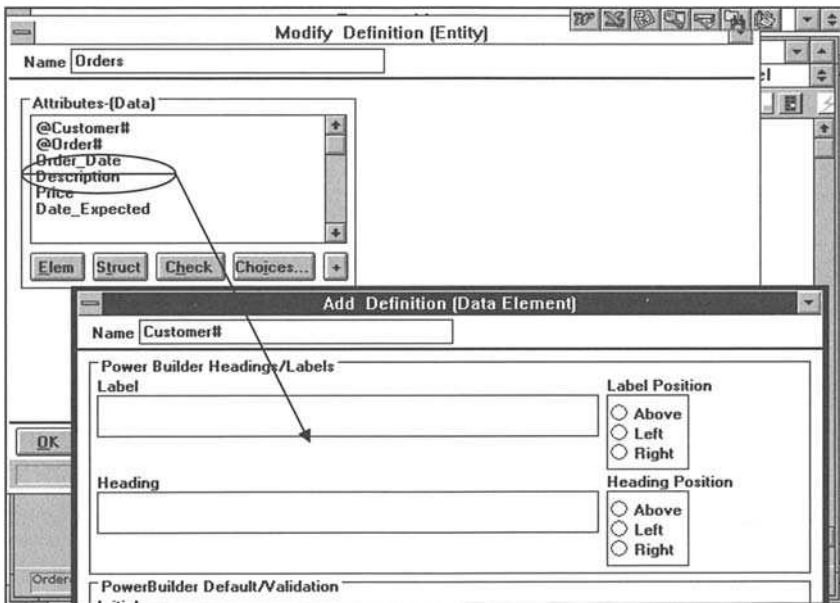 Modify Definition (Entity)
Name Orders
Attributes-(Data)
@Customer#
@Order#
Order_Date
Description
Price
Date_Expected
Elem Struct Check Choices... +
Add Definition (Data Element)
Name Customer#
Power Builder Headings/Labels
Label
Label Position
Above
Left
Right
OK
Heading
Heading Position
Above
Left
Right
PowerBuilder Default/Validation